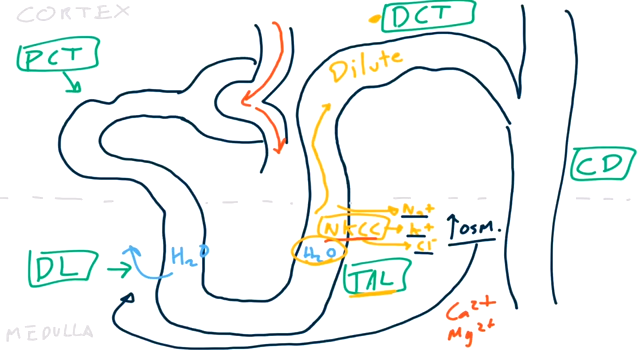 CORTEX
DCT
PCT
Dilute
CD
Na+
NKCC
K+
↑OSM.
Cl-
H2O
H2O
DL
TAL
Ca2+
Mg2+
MEDULLA